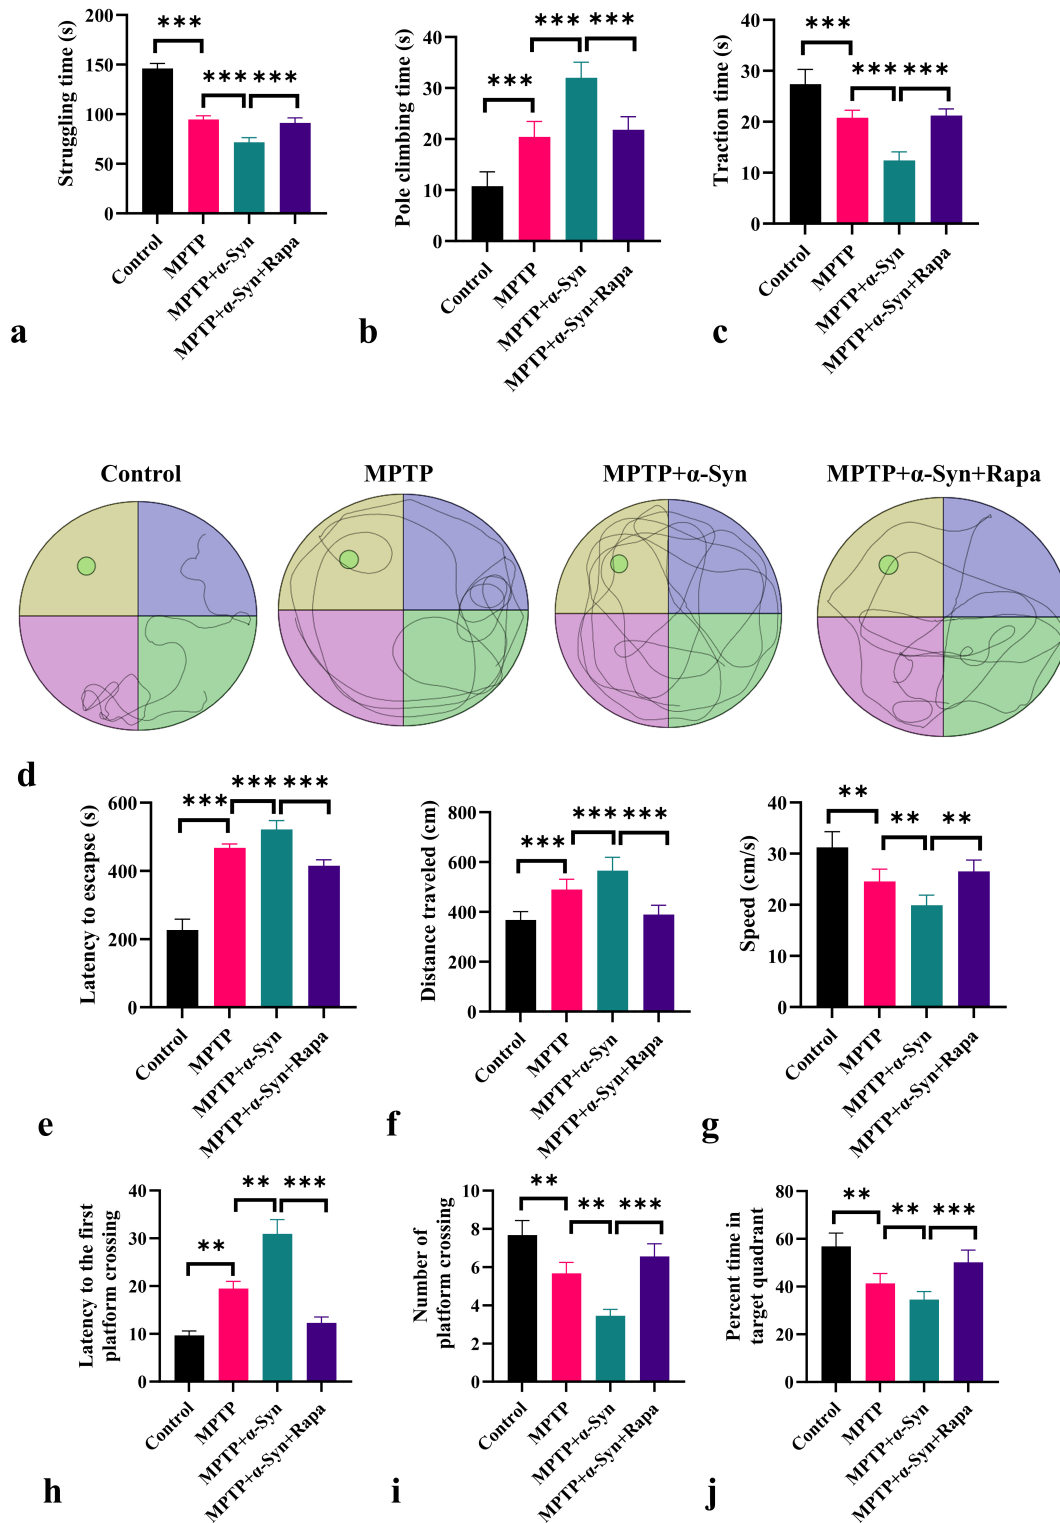 200
150
100
50
0
Struggling time (s)
***
***
***
Control
MPTP
MPTP+α-Syn
MPTP+α-Syn+Rapa
a
40
30
20
10
0
Pole climbing time (s)
***
***
***
Control
MPTP
MPTP+α-Syn
MPTP+α-Syn+Rapa
b
40
30
20
10
0
Traction time (s)
***
***
***
Control
MPTP
MPTP+α-Syn
MPTP+α-Syn+Rapa
c
Control
MPTP
MPTP+α-Syn
MPTP+α-Syn+Rapa
d
600
400
200
0
Latency to escapse (s)
***
***
***
Control
MPTP
MPTP+α-Syn
MPTP+α-Syn+Rapa
e
800
600
400
200
0
Distance traveled (cm)
***
***
***
Control
MPTP
MPTP+α-Syn
MPTP+α-Syn+Rapa
f
40
30
20
10
0
Speed (cm/s)
**
**
**
Control
MPTP
MPTP+α-Syn
MPTP+α-Syn+Rapa
g
40
30
20
10
0
Latency to the first
platform crossing
**
**
***
Control
MPTP
MPTP+α-Syn
MPTP+α-Syn+Rapa
h
10
8
6
4
2
0
Number of
platform crossing
**
**
***
Control
MPTP
MPTP+α-Syn
MPTP+α-Syn+Rapa
i
80
60
40
20
0
Percent time in
target quadrant
**
**
***
Control
MPTP
MPTP+α-Syn
MPTP+α-Syn+Rapa
j